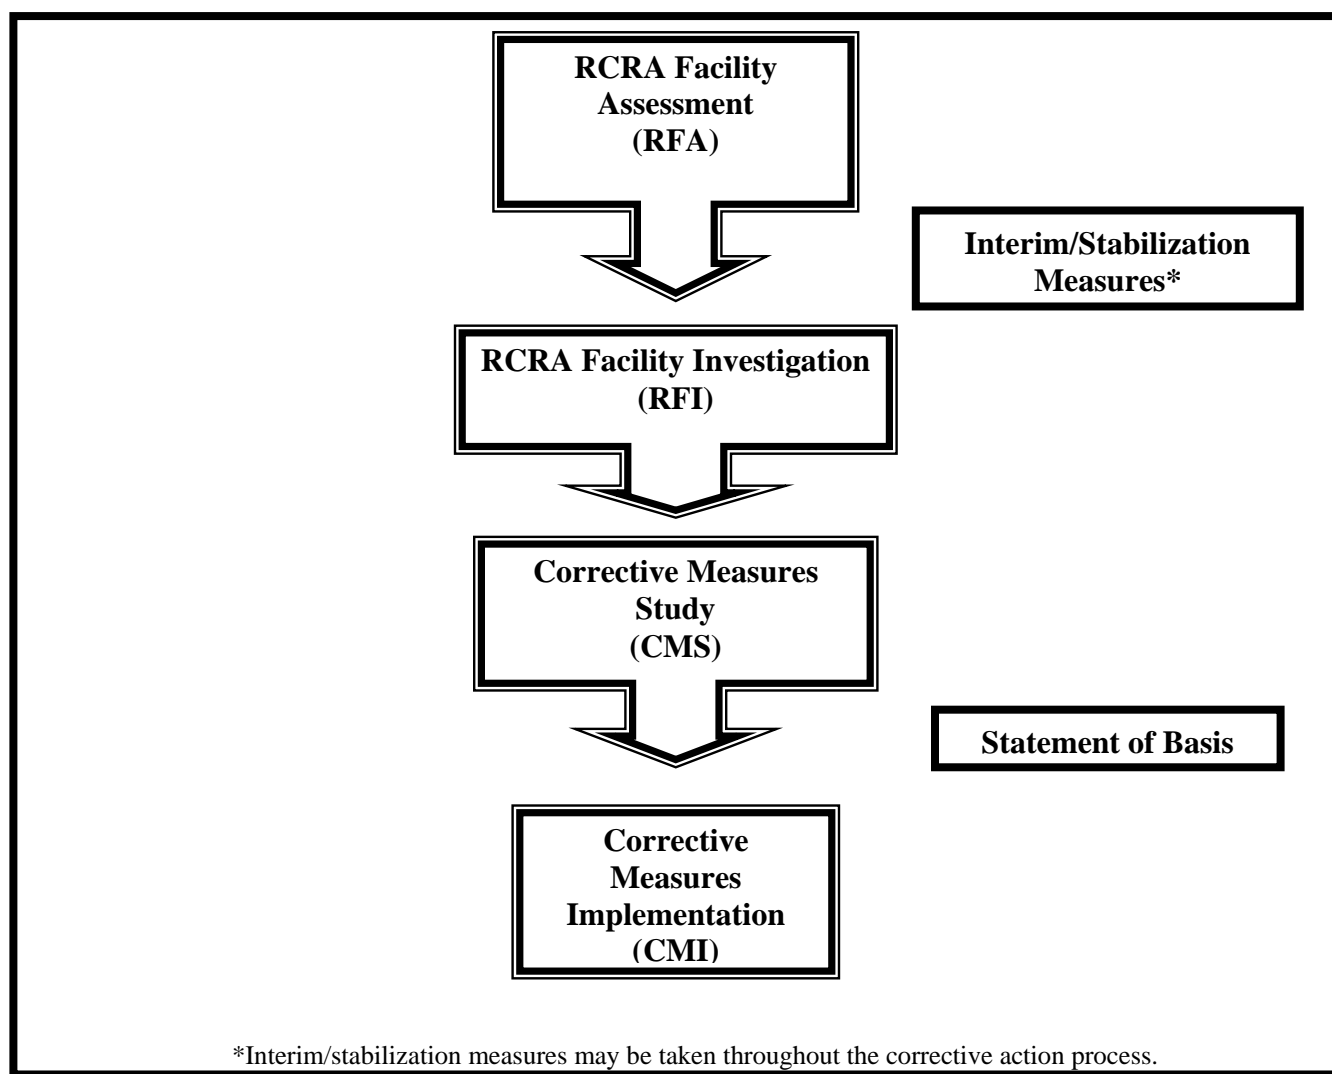 RCRA Facility
Assessment
(RFA)
Interim/Stabilization
Measures*
RCRA Facility Investigation
(RFI)
Corrective Measures
Study
(CMS)
Statement of Basis
Corrective
Measures
Implementation
(CMI)
*Interim/stabilization measures may be taken throughout the corrective action process.